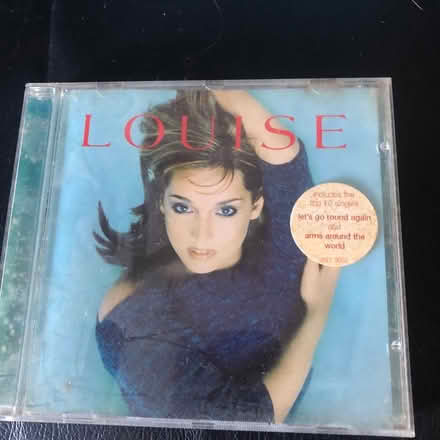 LOUISE
includes the
top 10 singles
let's go round again
and
arms around the
world